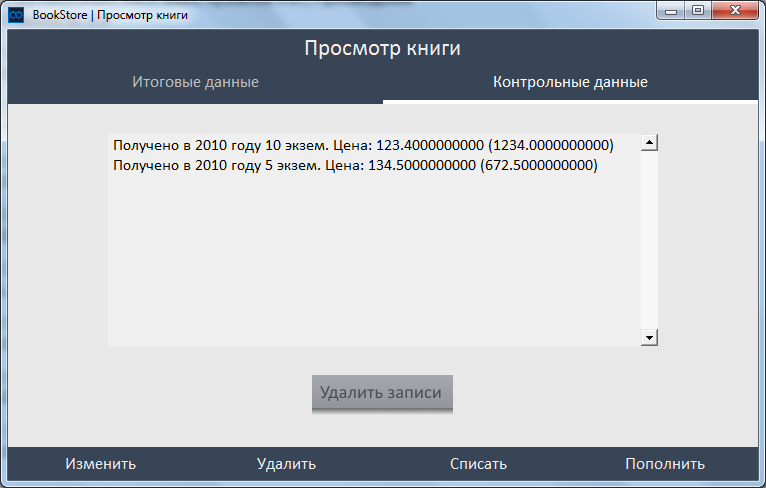 BookStore | Просмотр книги
Просмотр книги
Итоговые данные
Контрольные данные
Получено в 2010 году 10 экзем. Цена: 123.4000000000 (1234.0000000000)
Получено в 2010 году 5 экзем. Цена: 134.5000000000 (672.5000000000)
Удалить записи
Изменить
Удалить
Списать
Пополнить